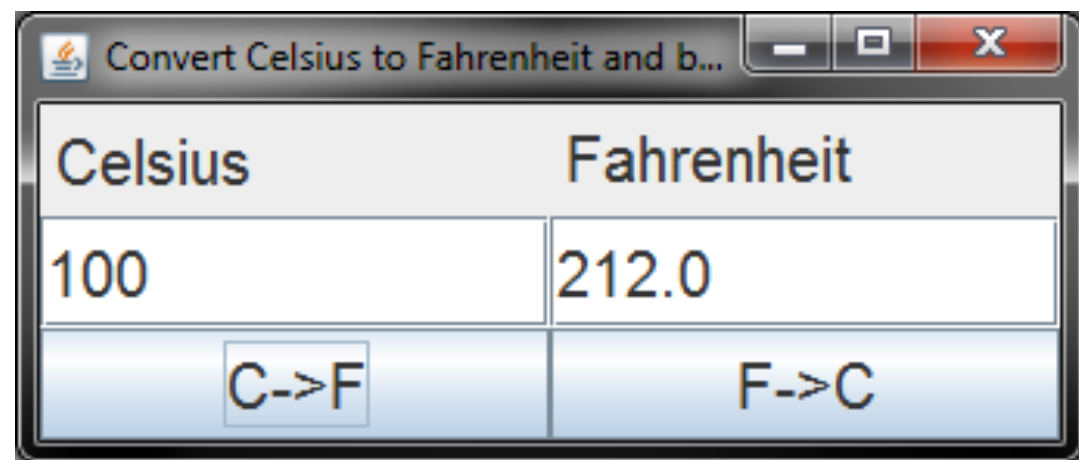 Convert Celsius to Fahrenheit and b...
Celsius Fahrenheit
100 212.0
C->F F->C